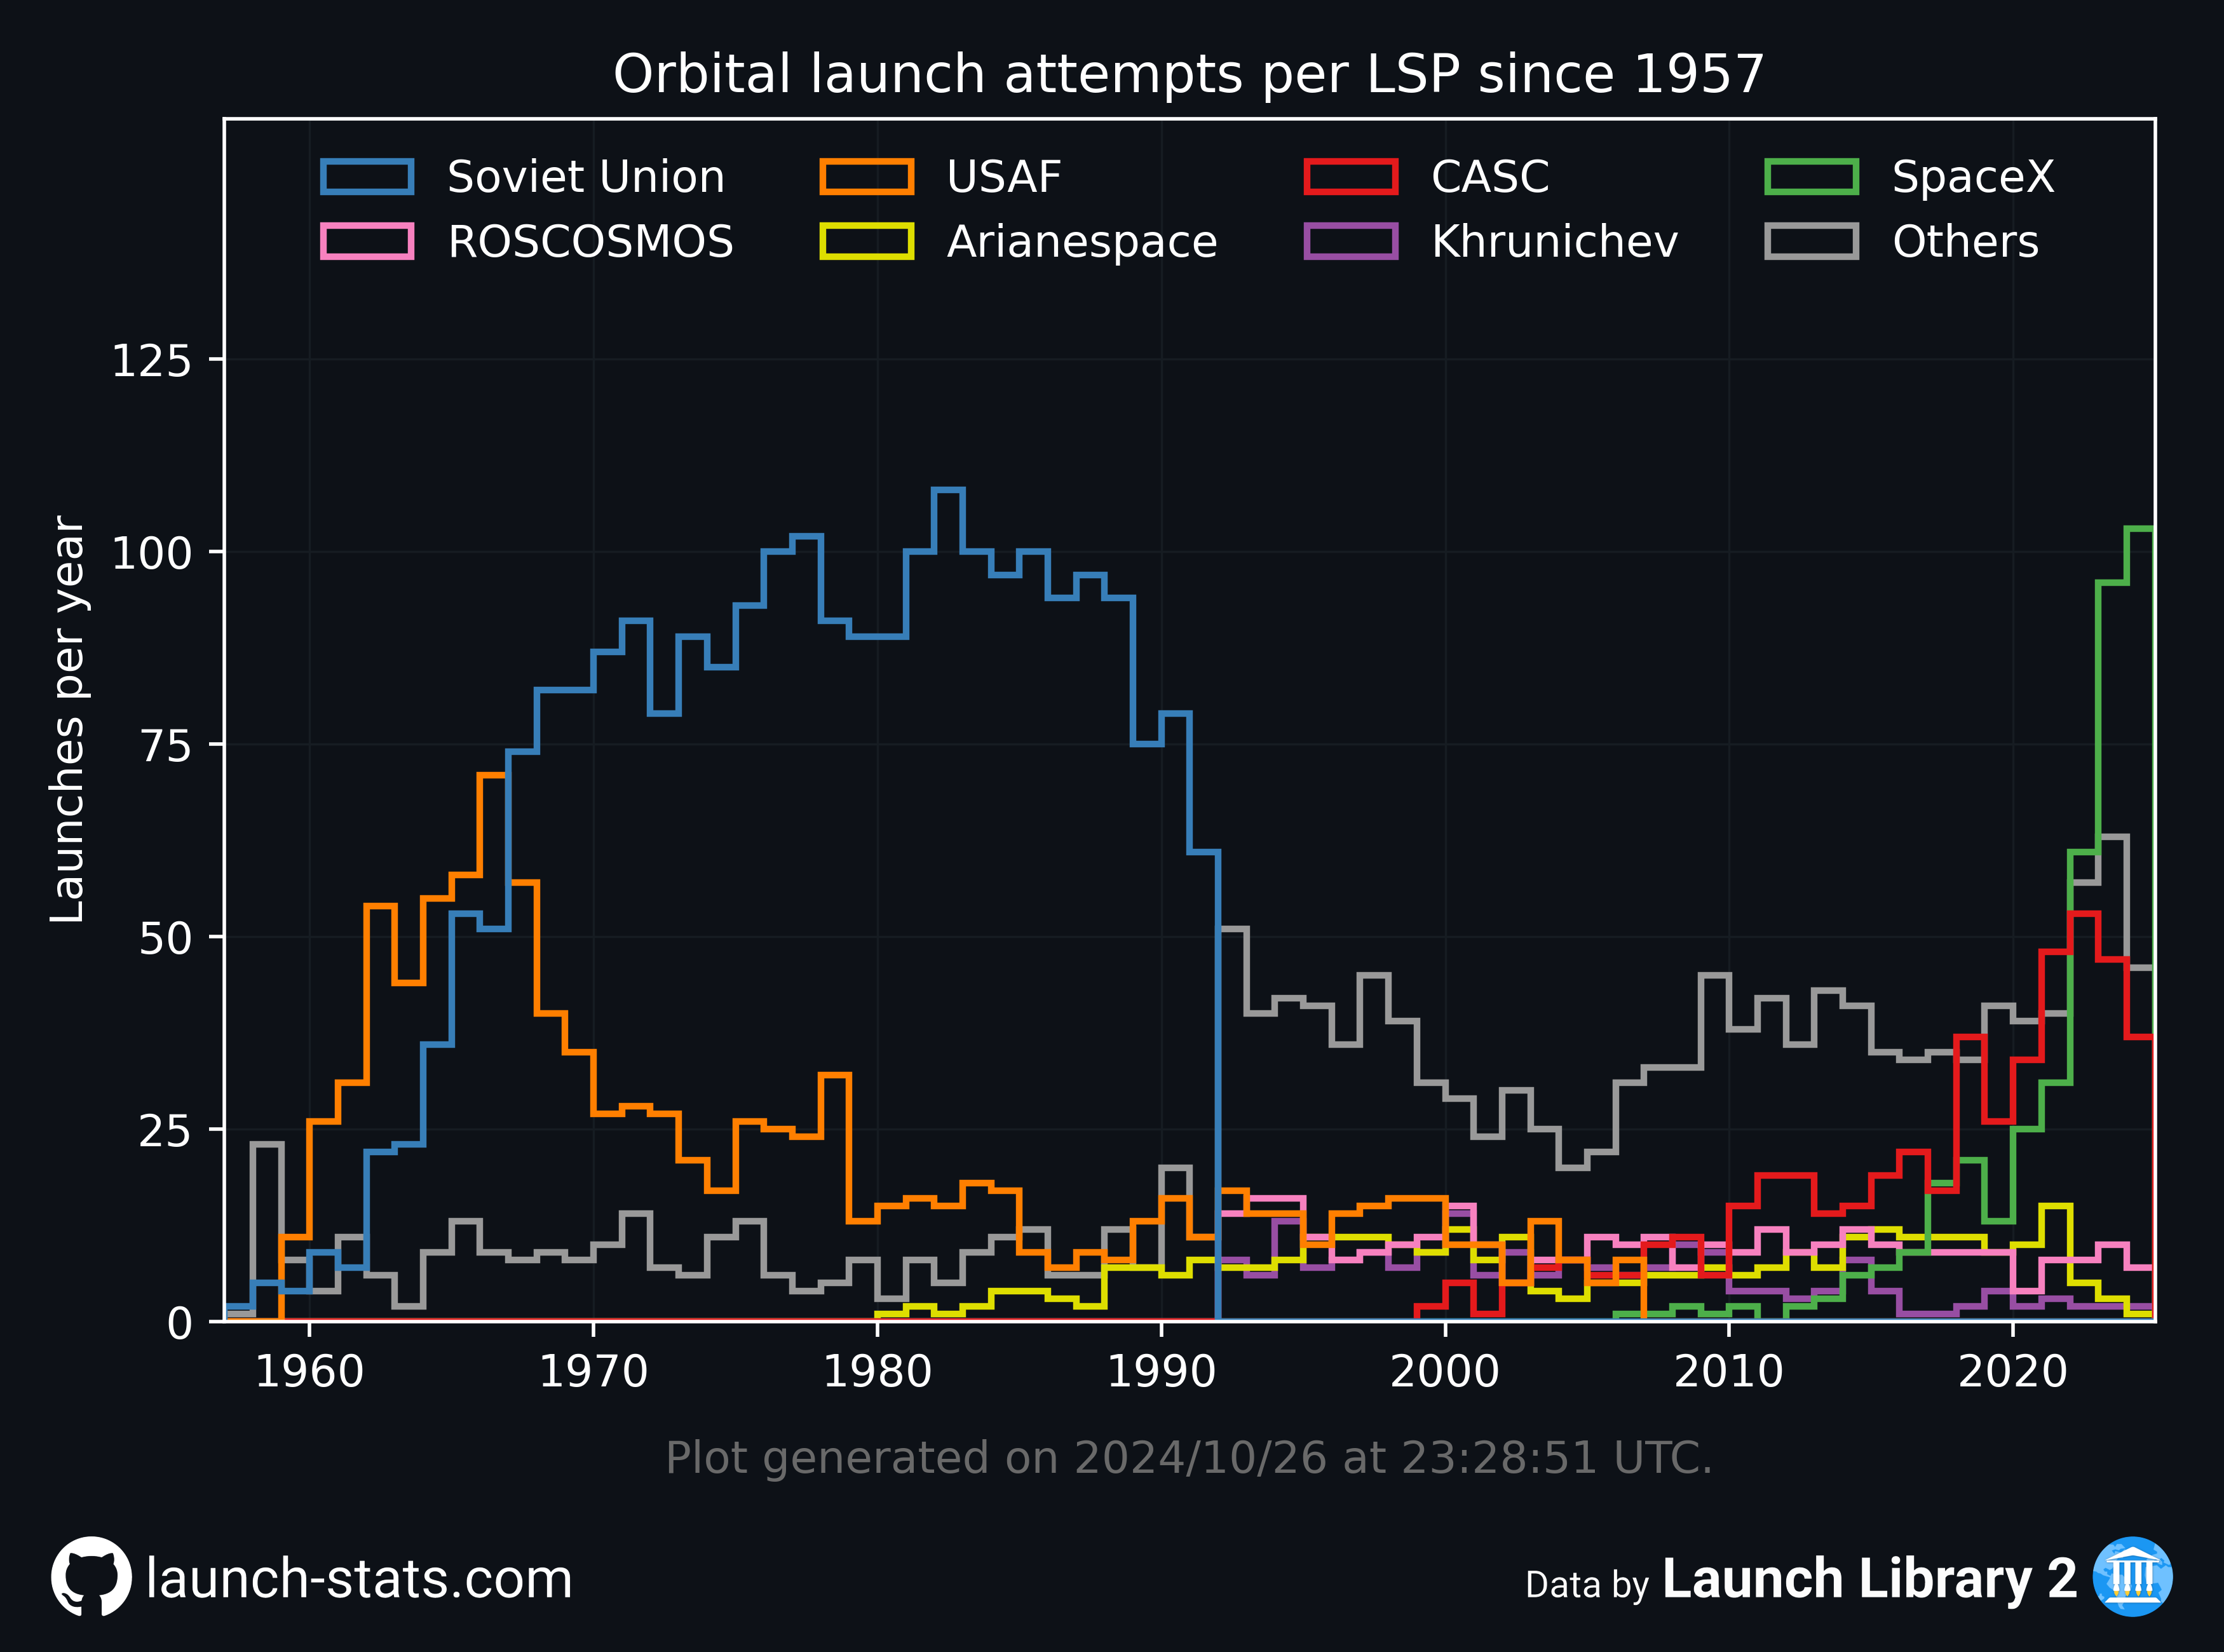 Orbital launch attempts per LSP since 1957
Soviet Union
USAF
CASC
SpaceX
ROSCOSMOS
Arianespace
Khrunichev
Others
Launches per year
125
100
75
50
25
0
1960
1970
1980
1990
2000
2010
2020
Plot generated on 2024/10/26 at 23:28:51 UTC.
launch-stats.com
Data by Launch Library 2